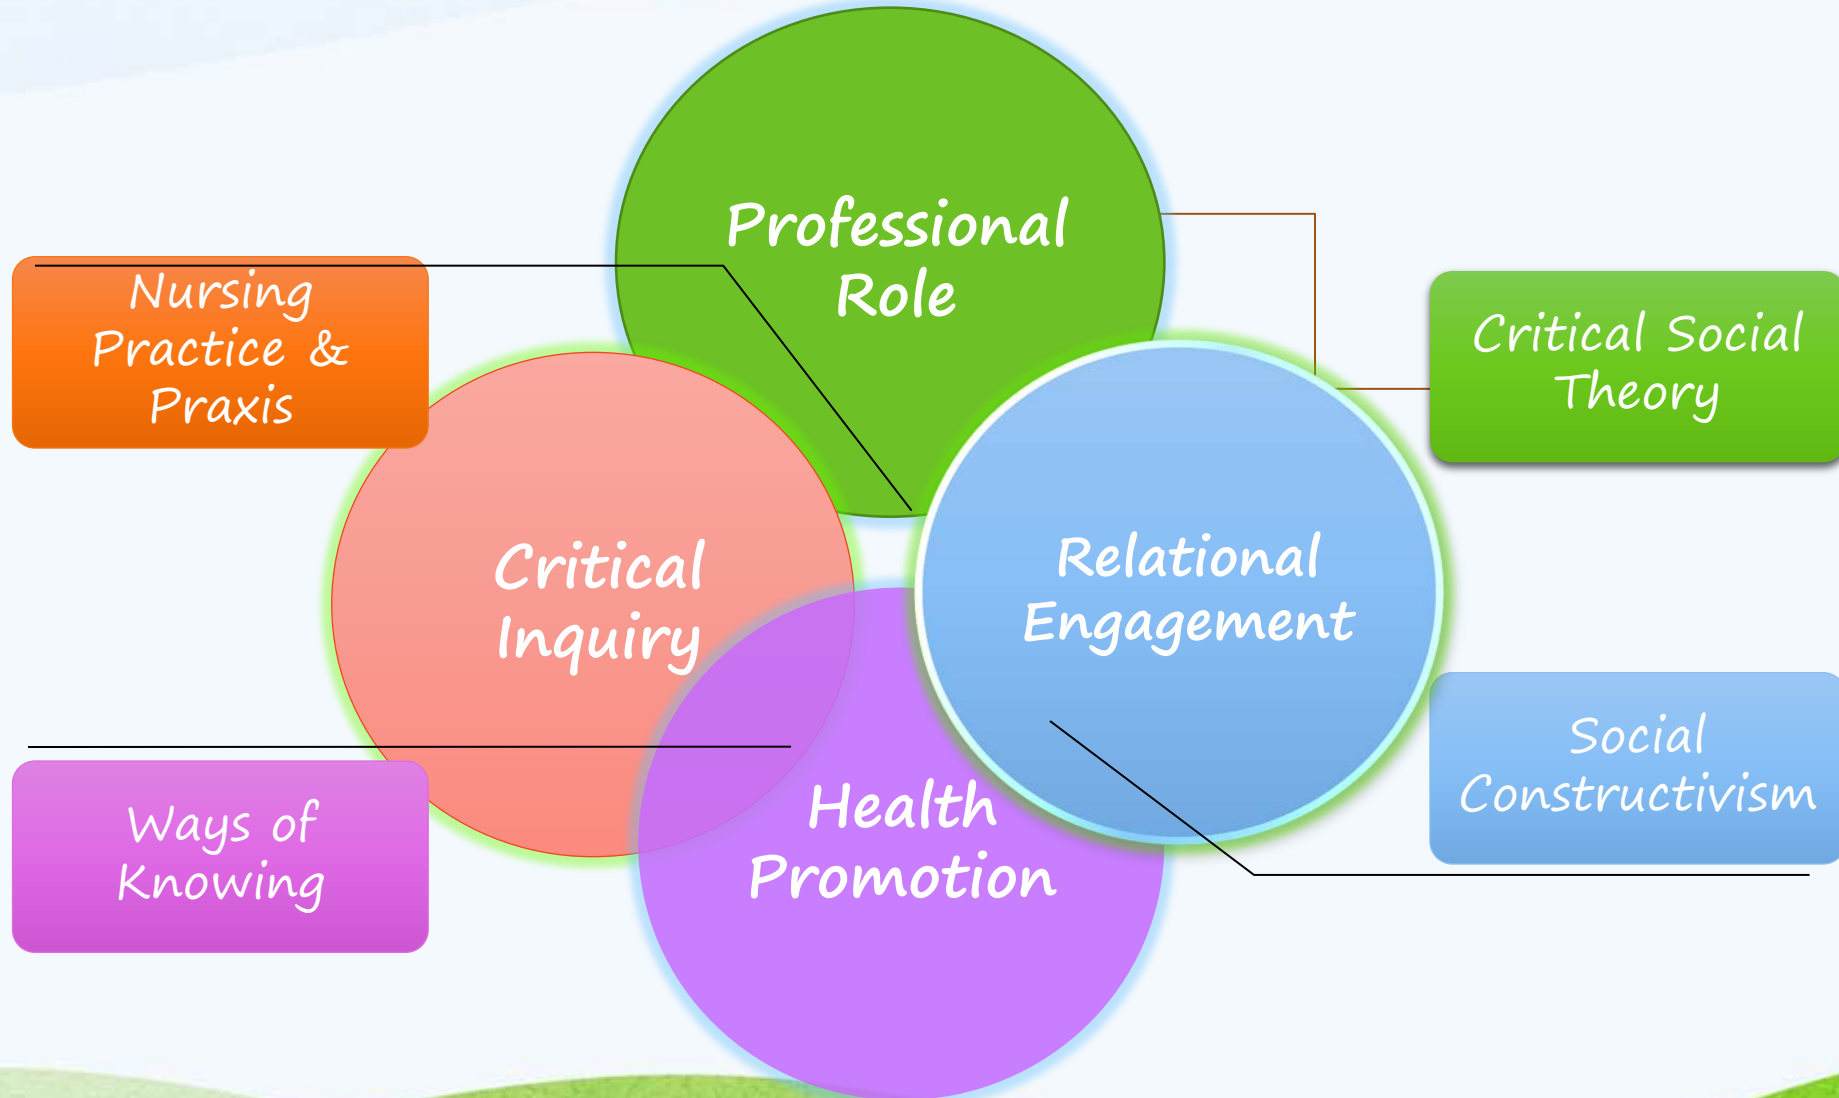 Professional
Role
Nursing
Practice &
Praxis
Critical Social
Theory
Critical
Inquiry
Relational
Engagement
Social
Constructivism
Ways of
Knowing
Health
Promotion